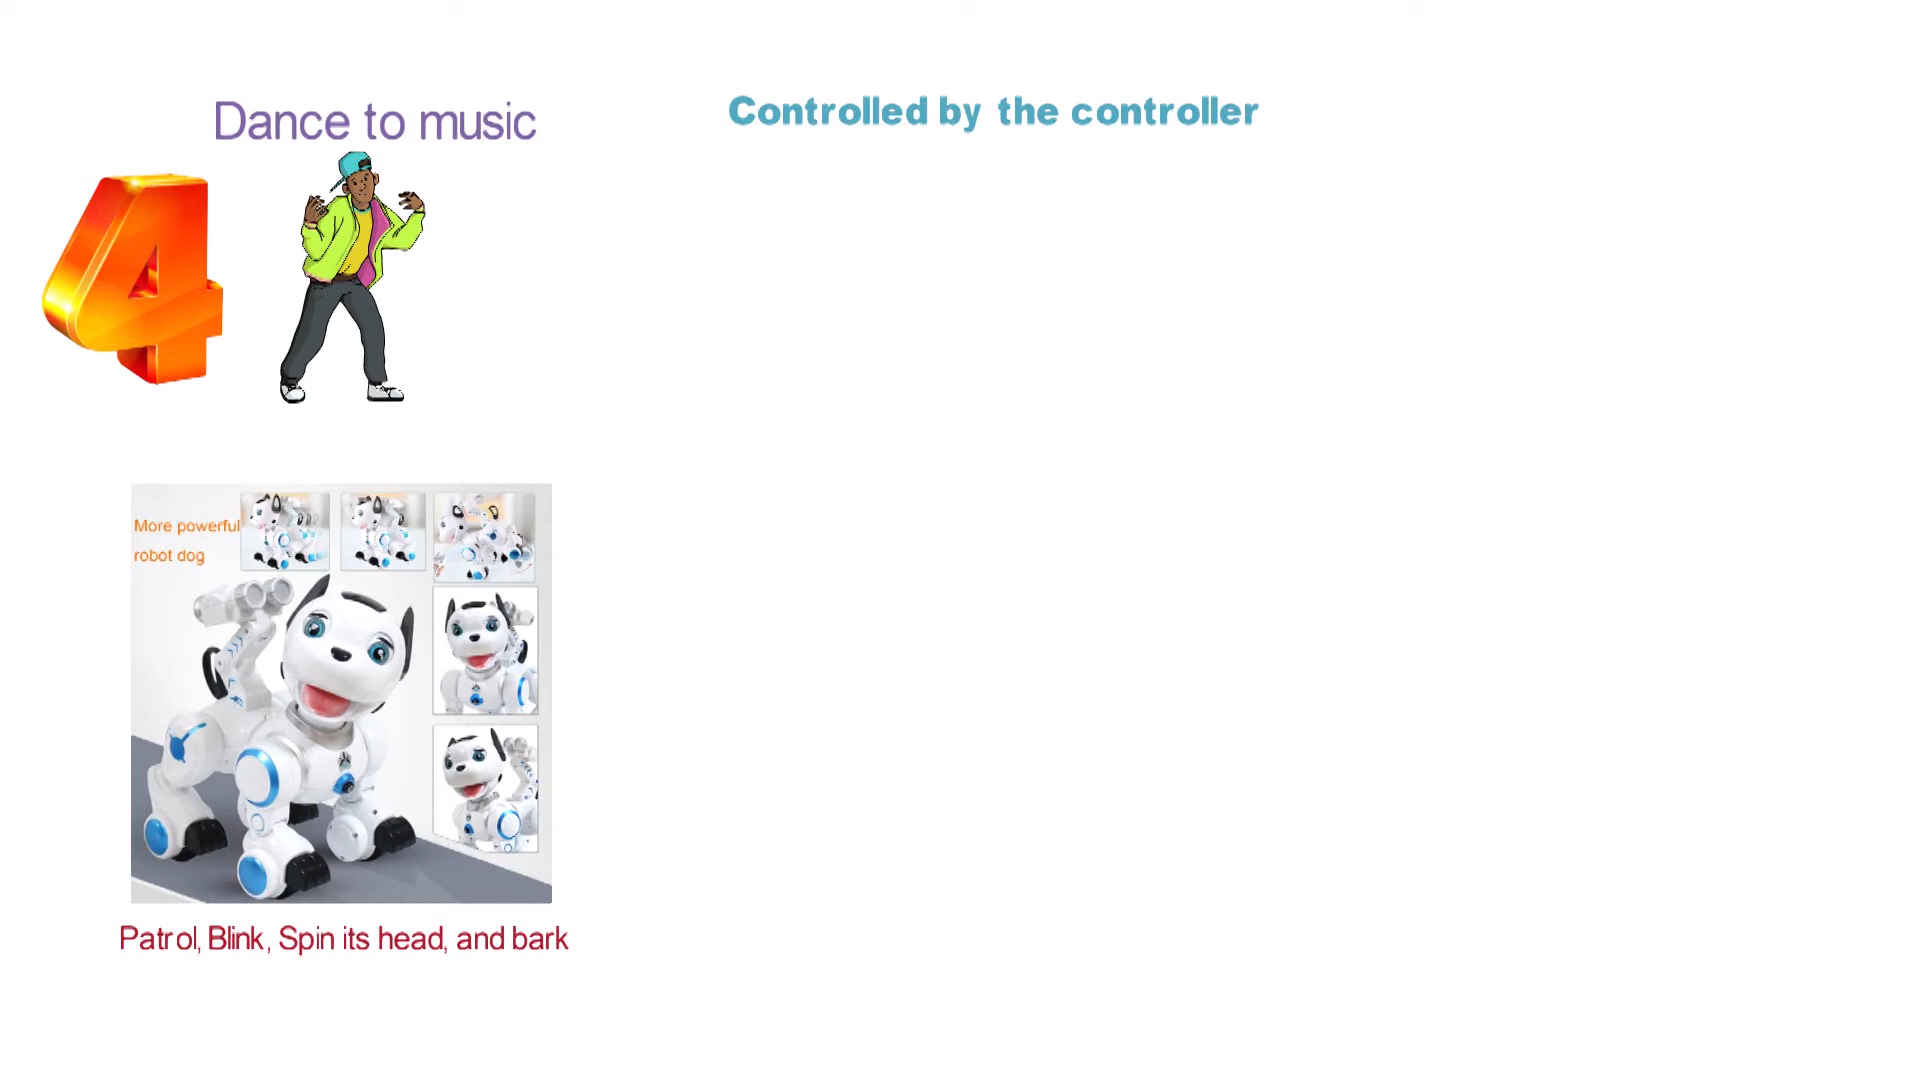 Dance to music
Controlled by the controller
4
More powerful
robot dog
Patrol, Blink, Spin its head, and bark